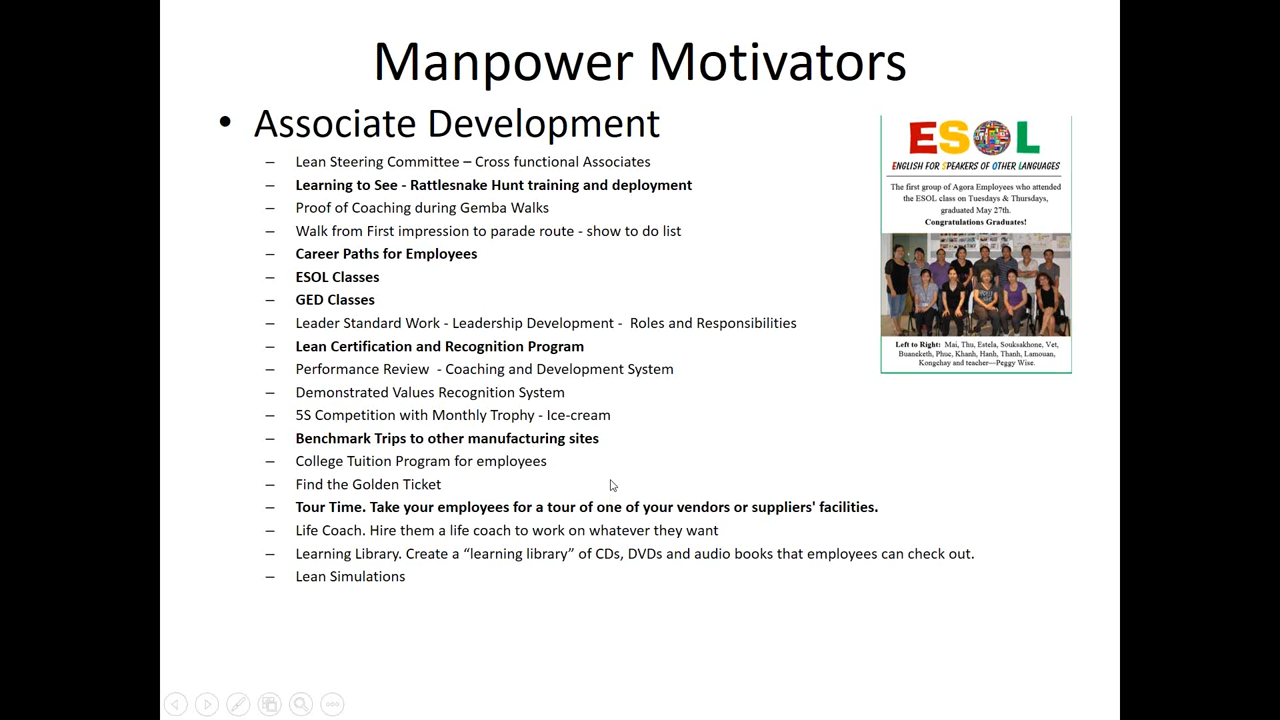 Manpower Motivators
• Associate Development
– Lean Steering Committee – Cross functional Associates
– Learning to See - Rattlesnake Hunt training and deployment
– Proof of Coaching during Gemba Walks
– Walk from First impression to parade route - show to do list
– Career Paths for Employees
– ESOL Classes
– GED Classes
– Leader Standard Work - Leadership Development - Roles and Responsibilities
– Lean Certification and Recognition Program
– Performance Review - Coaching and Development System
– Demonstrated Values Recognition System
– 5S Competition with Monthly Trophy - Ice-cream
– Benchmark Trips to other manufacturing sites
– College Tuition Program for employees
– Find the Golden Ticket
– Tour Time. Take your employees for a tour of one of your vendors or suppliers' facilities.
– Life Coach. Hire them a life coach to work on whatever they want
– Learning Library. Create a “learning library” of CDs, DVDs and audio books that employees can check out.
– Lean Simulations
ESOL
ENGLISH FOR SPEAKERS OF OTHER LANGUAGES
The first group of Agora Employees who attended
the ESOL class on Tuesdays & Thursdays,
graduated May 27th.
Congratulations Graduates!
Left to Right: Mai, Thu, Estela, Souksakhone, Vet,
Buaneketh, Phuc, Khanh, Hanh, Thanh, Lamouan,
Kongchay and teacher—Peggy Wise.